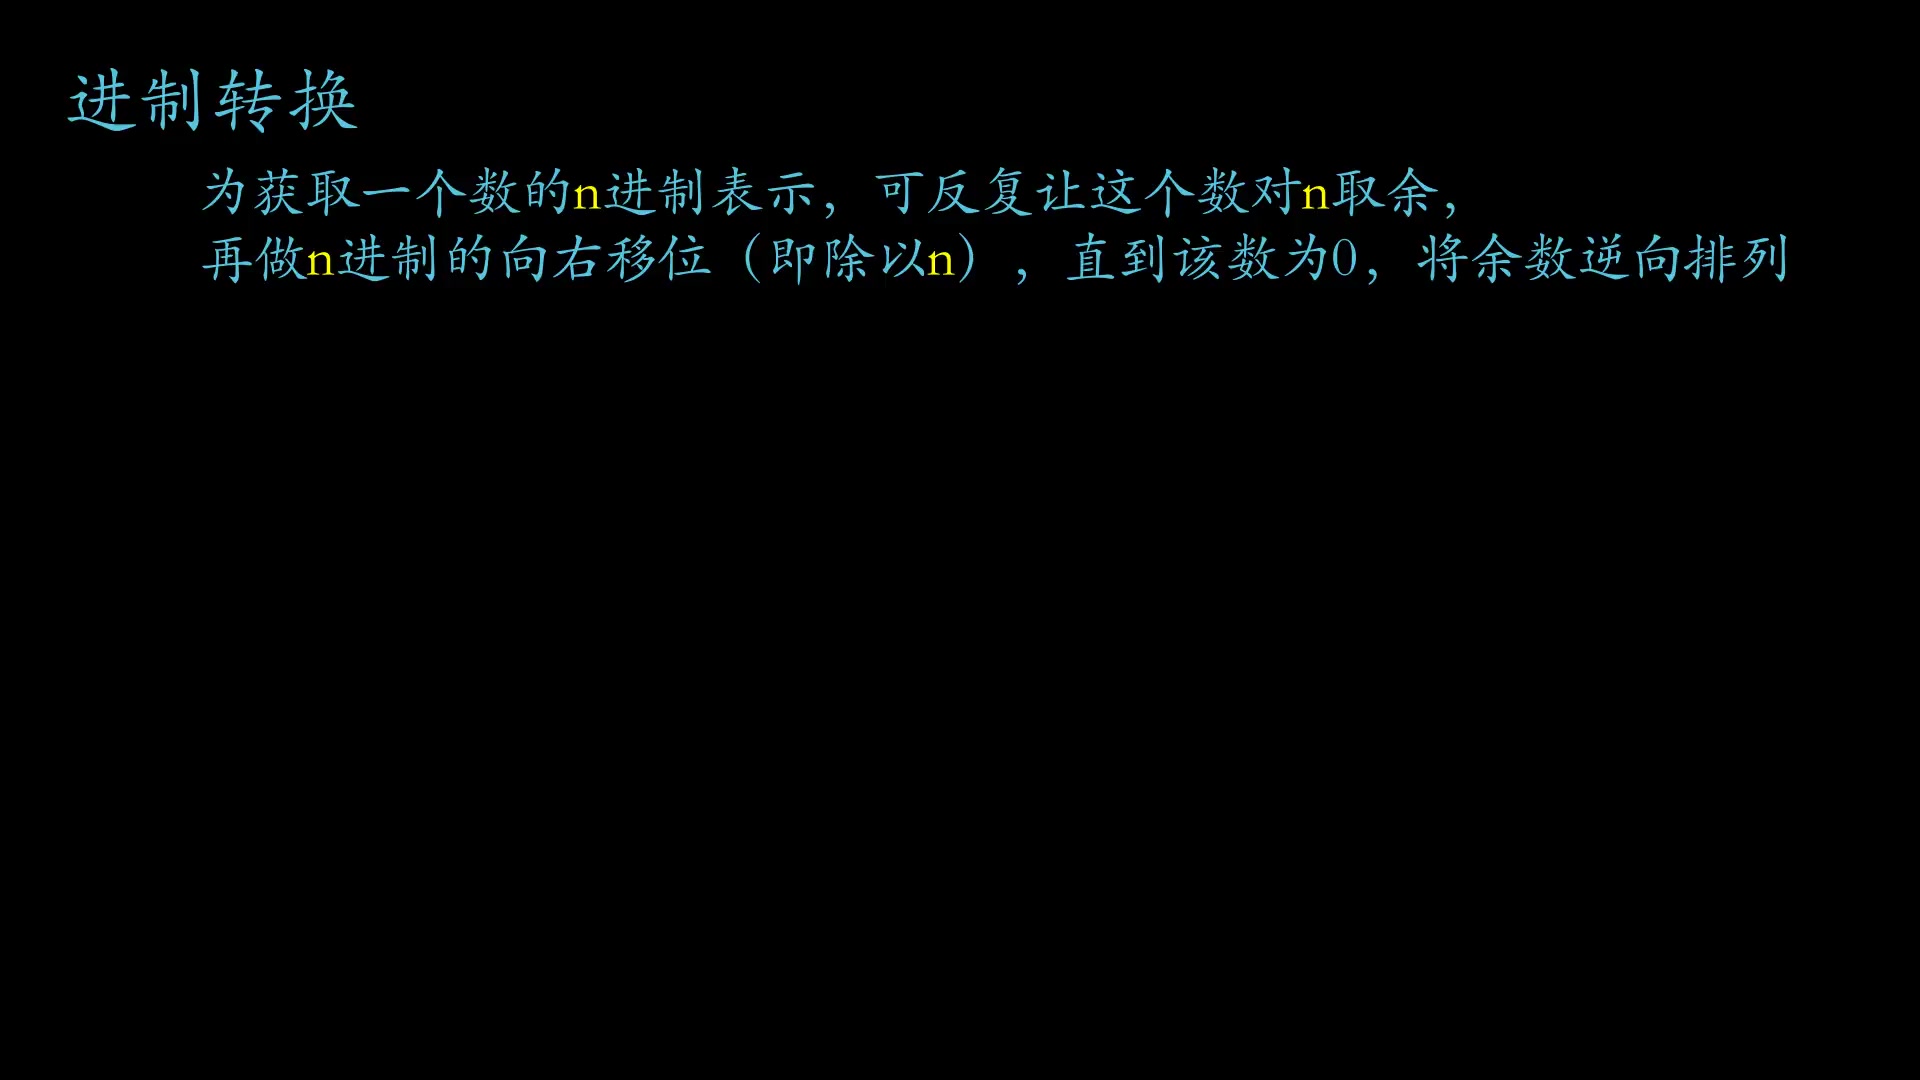 进制转换
为获取一个数的n进制表示，可反复让这个数对n取余，
再做n进制的向右移位（即除以n），直到该数为0，将余数逆向排列